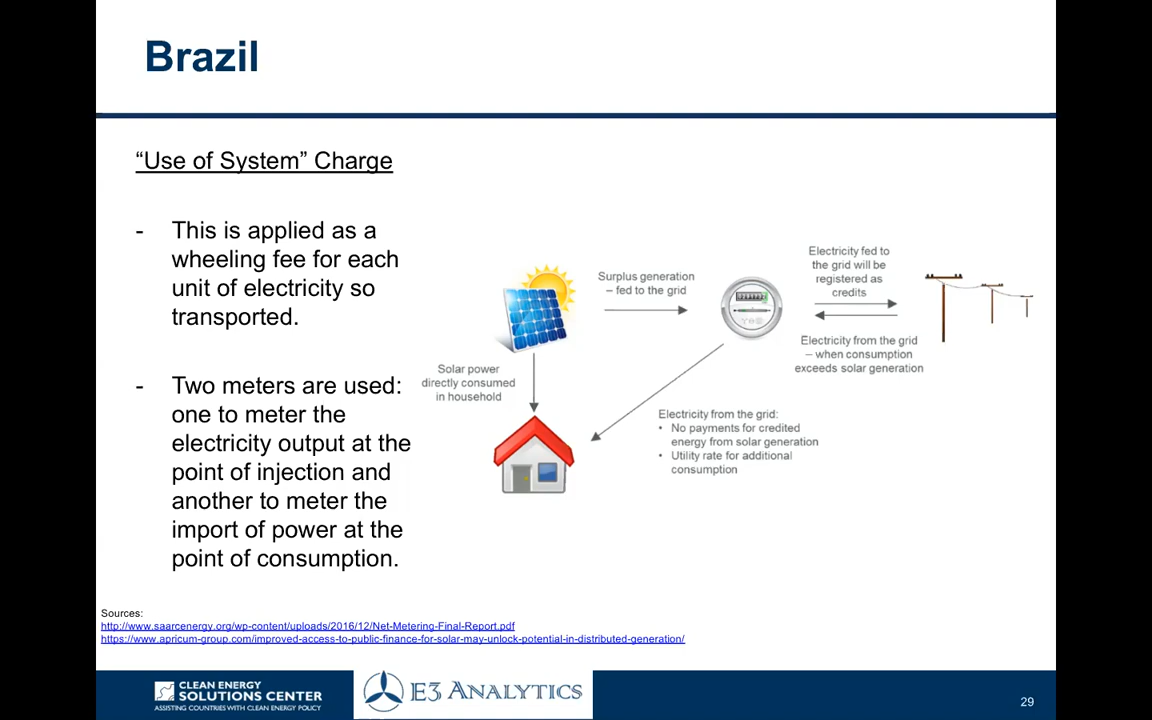 Brazil
“Use of System” Charge
- This is applied as a
wheeling fee for each
unit of electricity so
transported.
- Two meters are used:
one to meter the
electricity output at the
point of injection and
another to meter the
import of power at the
point of consumption.
Surplus generation
– fed to the grid
Electricity fed to
the grid will be
registered as
credits
Electricity from the grid
– when consumption
exceeds solar generation
Solar power
directly consumed
in household
Electricity from the grid:
• No payments for credited
energy from solar generation
• Utility rate for additional
consumption
Sources:
http://www.saarcenergy.org/wp-content/uploads/2016/12/Net-Metering-Final-Report.pdf
https://www.apricum-group.com/improved-access-to-public-finance-for-solar-may-unlock-potential-in-distributed-generation/
CLEAN ENERGY
SOLUTIONS CENTER
ASSISTING COUNTRIES WITH CLEAN ENERGY POLICY
E3 ANALYTICS
29